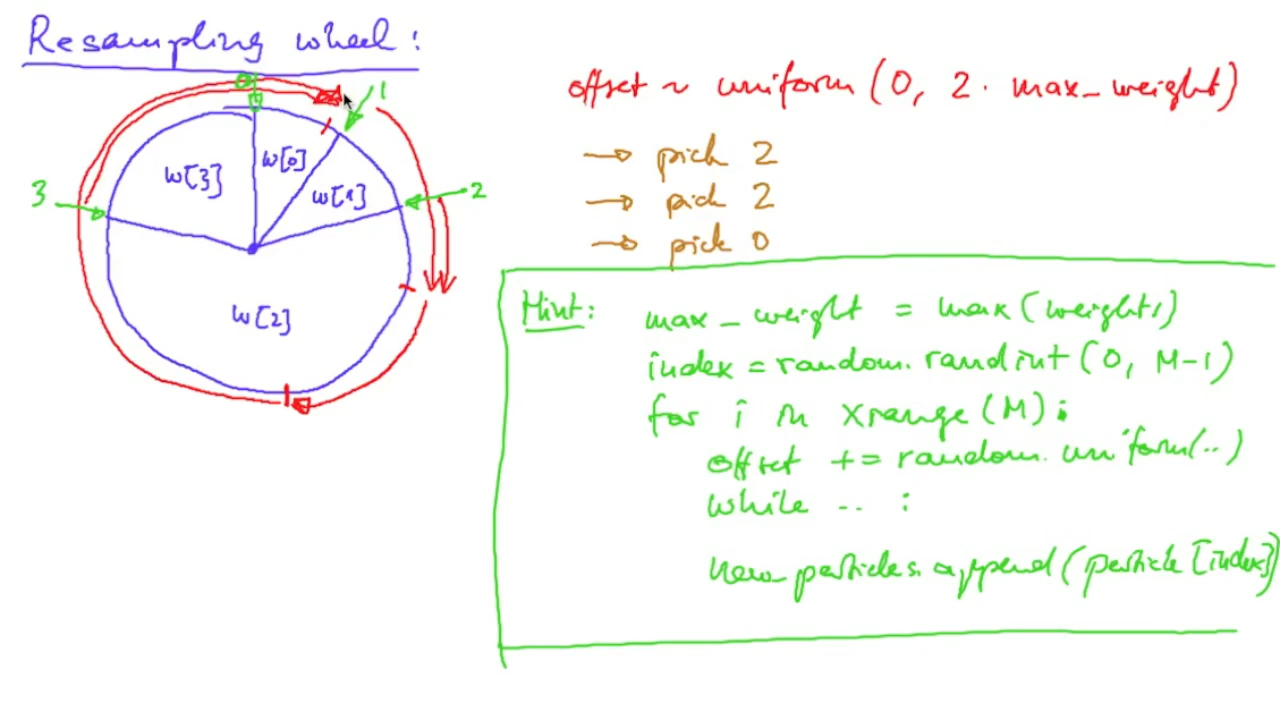 Resampling wheel:
0
1
w[3]
w[0]
w[1]
3
2
w[2]
offset ~ uniform (0, 2 · max_weight)
→ pick 2
→ pick 2
→ pick 0
Hint:
max_weight = max(weights)
index = random.randint(0, M-1)
for i in xrange(M):
offset += random.uniform(..)
while .. :
new_particles.append(particle[index])